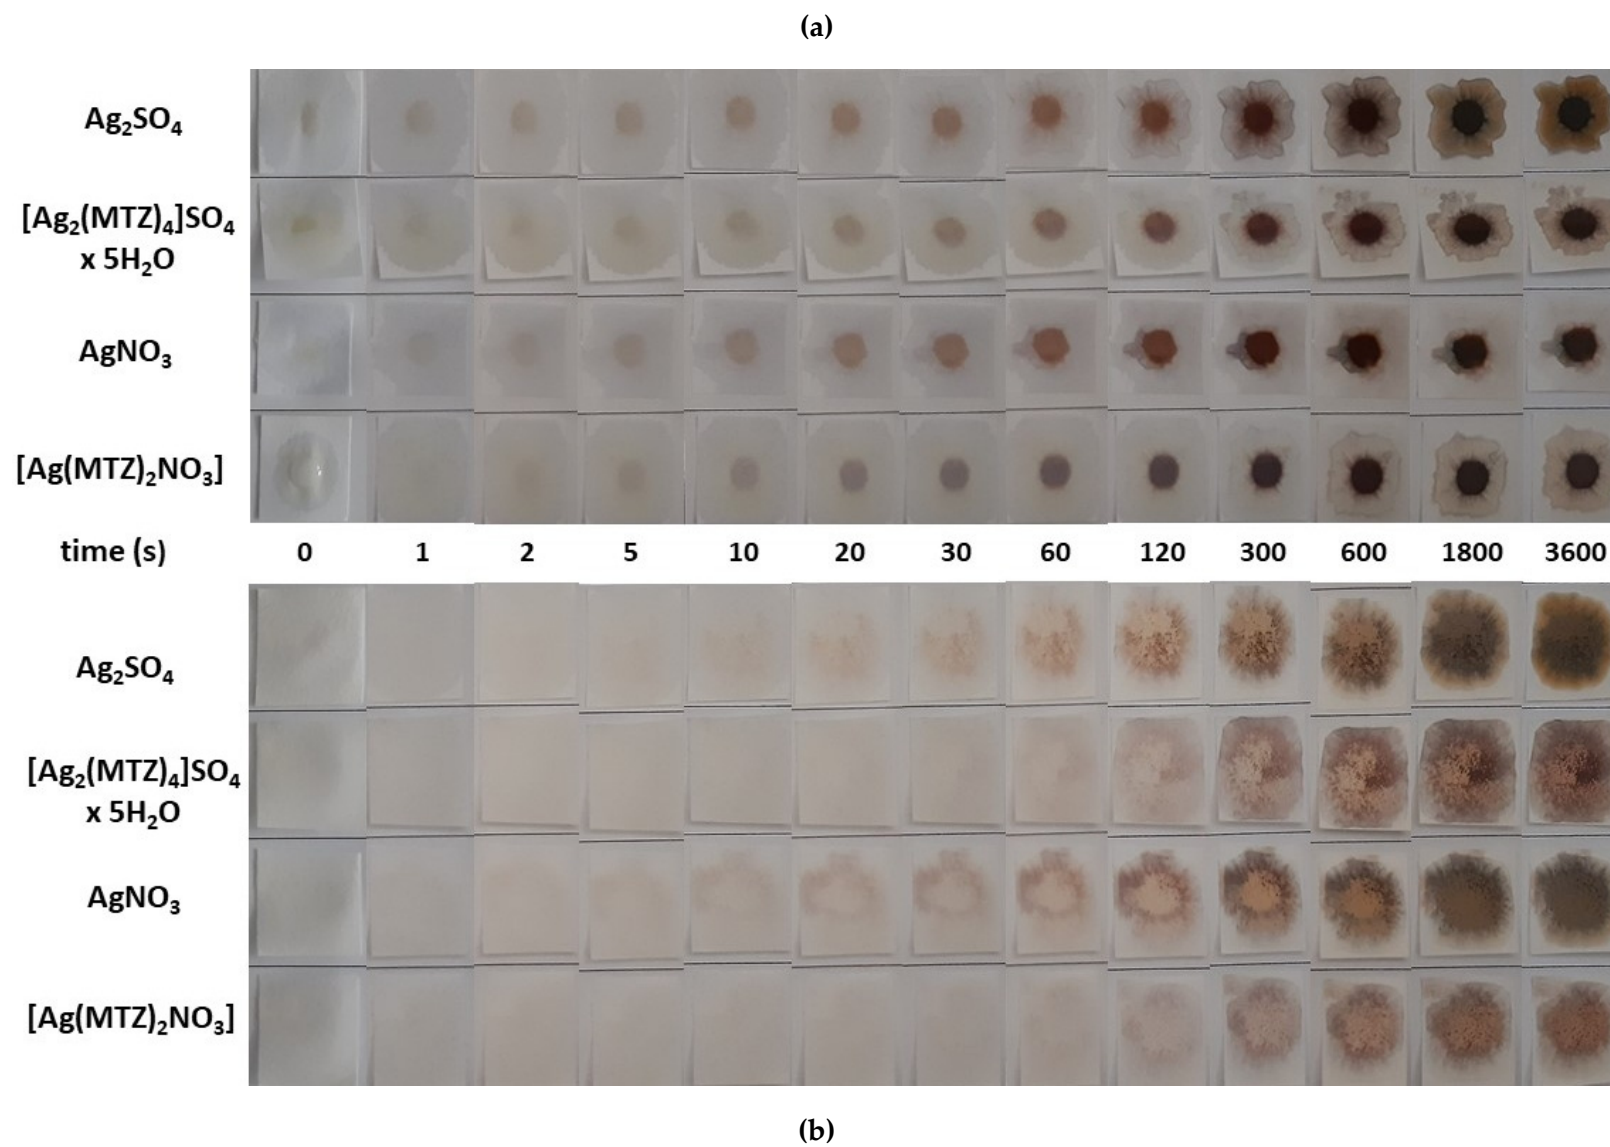 (a)
Ag₂SO₄
[Ag₂(MTZ)₄]SO₄
x 5H₂O
AgNO₃
[Ag(MTZ)₂NO₃]
time (s) 0 1 2 5 10 20 30 60 120 300 600 1800 3600
Ag₂SO₄
[Ag₂(MTZ)₄]SO₄
x 5H₂O
AgNO₃
[Ag(MTZ)₂NO₃]
(b)